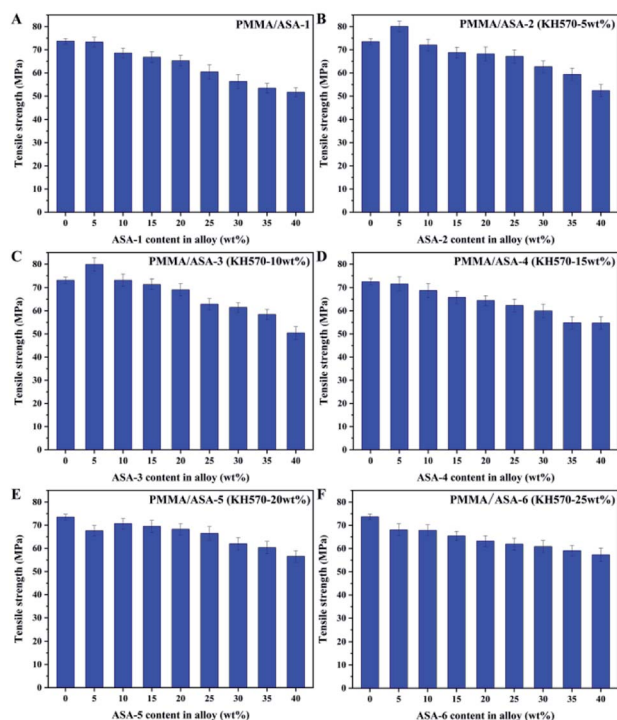 A
PMMA/ASA-1
Tensile strength (MPa)
80
70
60
50
40
30
20
10
0
0 5 10 15 20 25 30 35 40
ASA-1 content in alloy (wt%)
B
PMMA/ASA-2 (KH570-5wt%)
Tensile strength (MPa)
80
70
60
50
40
30
20
10
0
0 5 10 15 20 25 30 35 40
ASA-2 content in alloy (wt%)
C
PMMA/ASA-3 (KH570-10wt%)
Tensile strength (MPa)
80
70
60
50
40
30
20
10
0
0 5 10 15 20 25 30 35 40
ASA-3 content in alloy (wt%)
D
PMMA/ASA-4 (KH570-15wt%)
Tensile strength (MPa)
80
70
60
50
40
30
20
10
0
0 5 10 15 20 25 30 35 40
ASA-4 content in alloy (wt%)
E
PMMA/ASA-5 (KH570-20wt%)
Tensile strength (MPa)
80
70
60
50
40
30
20
10
0
0 5 10 15 20 25 30 35 40
ASA-5 content in alloy (wt%)
F
PMMA/ASA-6 (KH570-25wt%)
Tensile strength (MPa)
80
70
60
50
40
30
20
10
0
0 5 10 15 20 25 30 35 40
ASA-6 content in alloy (wt%)